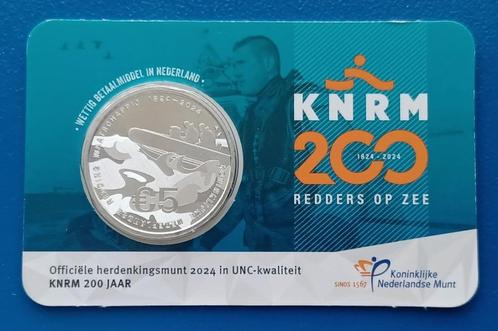 • WETTIG BETAALMIDDEL IN NEDERLAND •
€5
KNRM
200
1824 - 2024
REDDERS OP ZEE
Officiële herdenkingsmunt 2024 in UNC-kwaliteit
KNRM 200 JAAR
SINDS 1567
Koninklijke
Nederlandse Munt